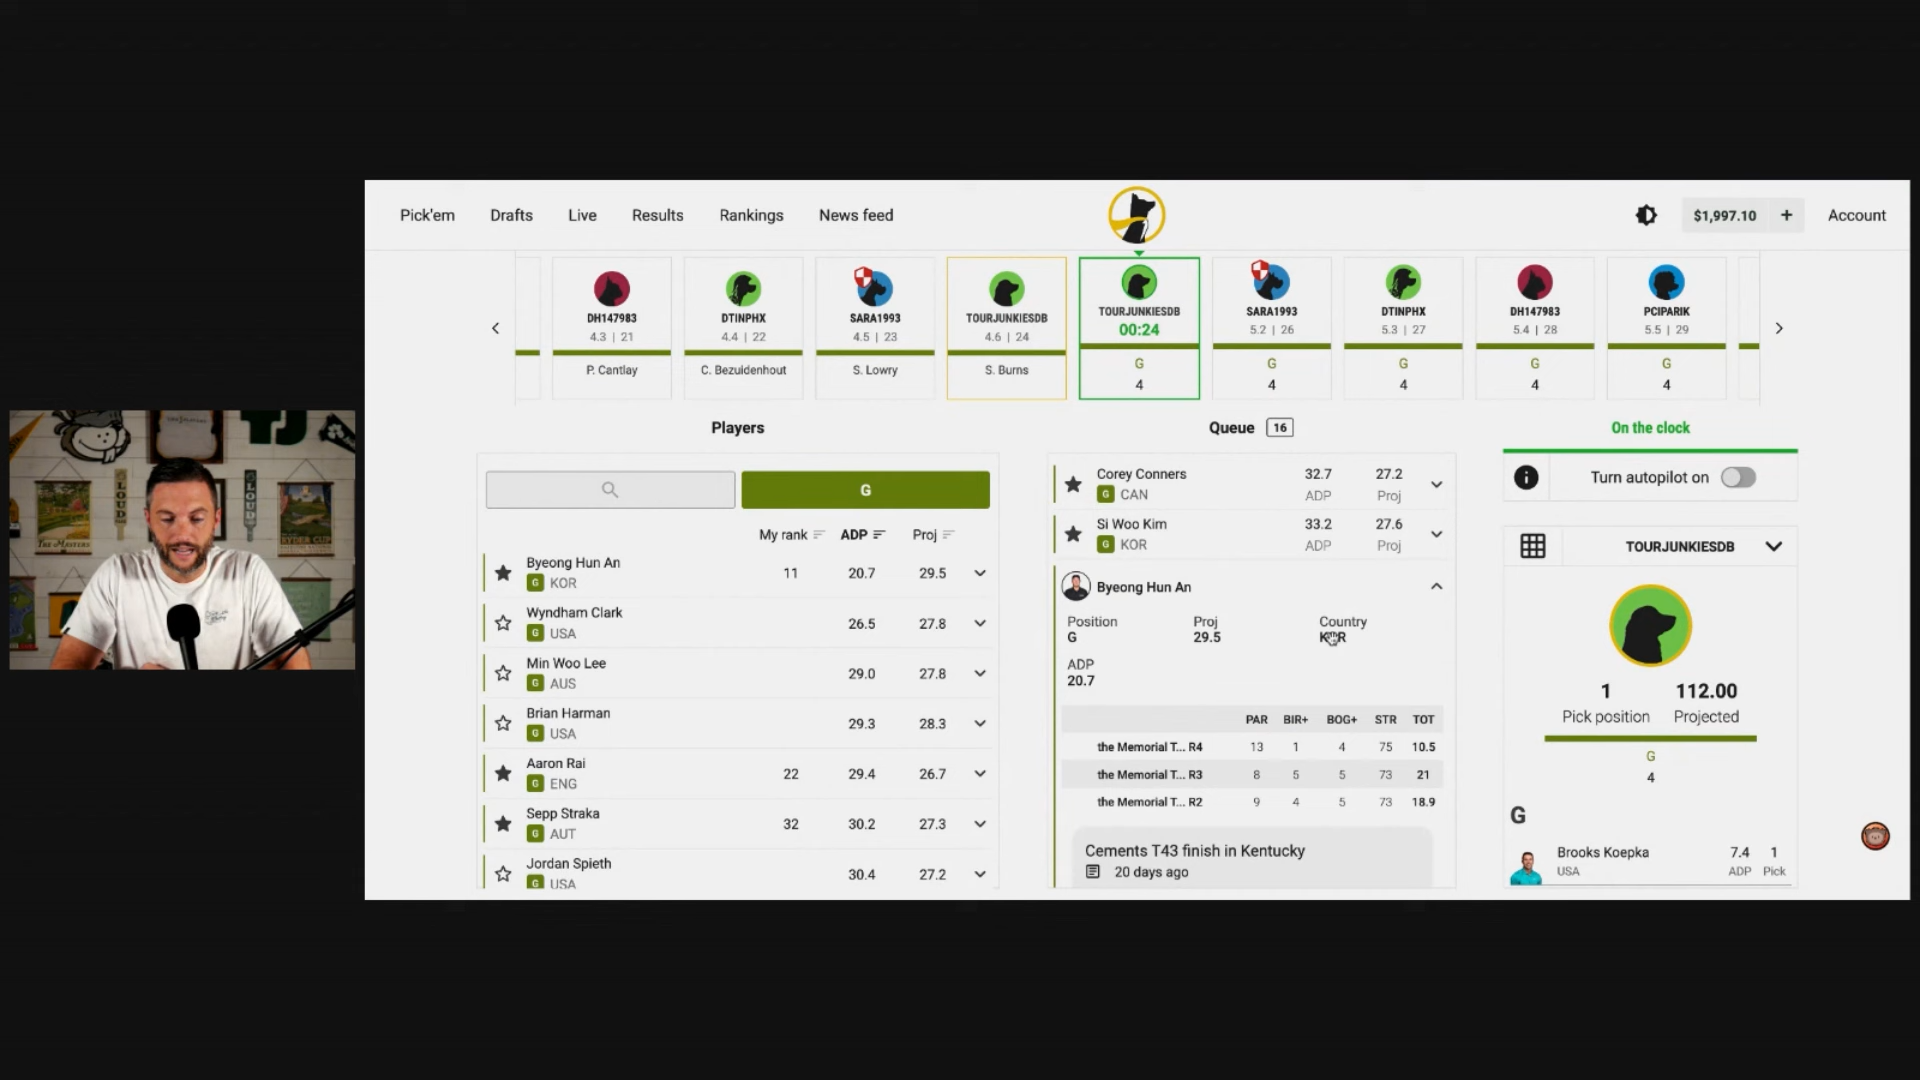 Pick'em Drafts Live Results Rankings News feed $1,997.10 + Account
DH147983 DTINPHX SARA1993 TOURJUNKIESDB TOURJUNKIESDB SARA1993 DTINPHX DH147983 PCIPARIK
4.3 | 21 4.4 | 22 4.5 | 23 4.6 | 24 00:24 5.2 | 26 5.3 | 27 5.4 | 28 5.5 | 29
P. Cantlay C. Bezuidenhout S. Lowry S. Burns G G G G G
4 4 4 4 4
Players
G
My rank ADP Proj
Byeong Hun An 11 20.7 29.5
G KOR
Wyndham Clark 26.5 27.8
G USA
Min Woo Lee 29.0 27.8
G AUS
Brian Harman 29.3 28.3
G USA
Aaron Rai 22 29.4 26.7
G ENG
Sepp Straka 32 30.2 27.3
G AUT
Jordan Spieth 30.4 27.2
G USA
Queue 16
Corey Conners 32.7 27.2
G CAN ADP Proj
Si Woo Kim 33.2 27.6
G KOR ADP Proj
Byeong Hun An
Position Proj Country
G 29.5 KOR
ADP
20.7
PAR BIR+ BOG+ STR TOT
the Memorial T... R4 13 1 4 75 10.5
the Memorial T... R3 8 5 5 73 21
the Memorial T... R2 9 4 5 73 18.9
Cements T43 finish in Kentucky
20 days ago
On the clock
Turn autopilot on
TOURJUNKIESDB
1 112.00
Pick position Projected
G
4
G
Brooks Koepka 7.4 1
USA ADP Pick
THE MASTERS
LOUD
LOUD
TJ
RYDER CUP